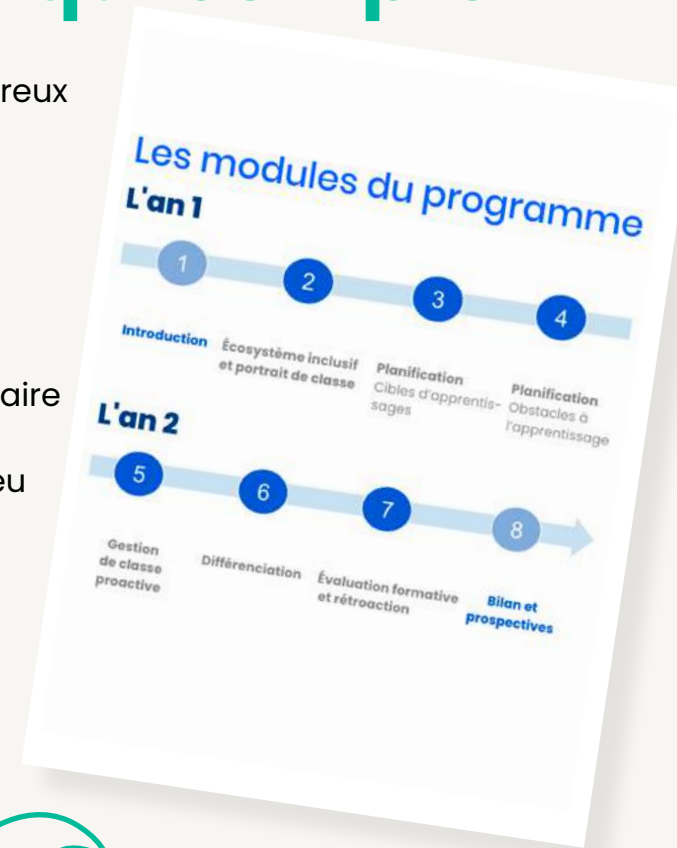 reux
aire
eu
Les modules du programme
L'an 1
1
2
3
4
Introduction
Écosystème inclusif
et portrait de classe
Planification
Cibles d'apprentis-
sages
Planification
Obstacles à
l'apprentissage
L'an 2
5
6
7
8
Gestion
de classe
proactive
Différenciation
Évaluation formative
et rétroaction
Bilan et
prospectives